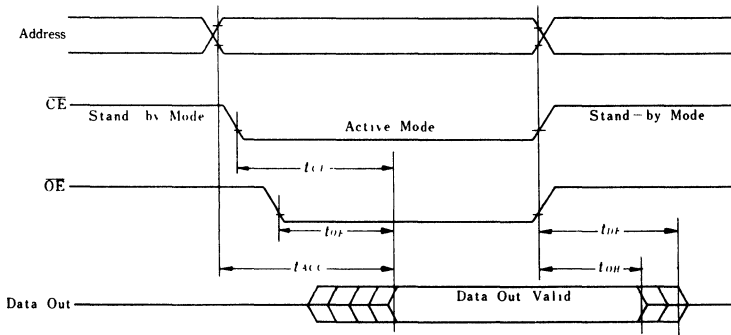 Address
CE
Stand by Mode
Active Mode
Stand-by Mode
tCE
OE
tOE
tDF
tACC
tOH
Data Out
Data Out Valid